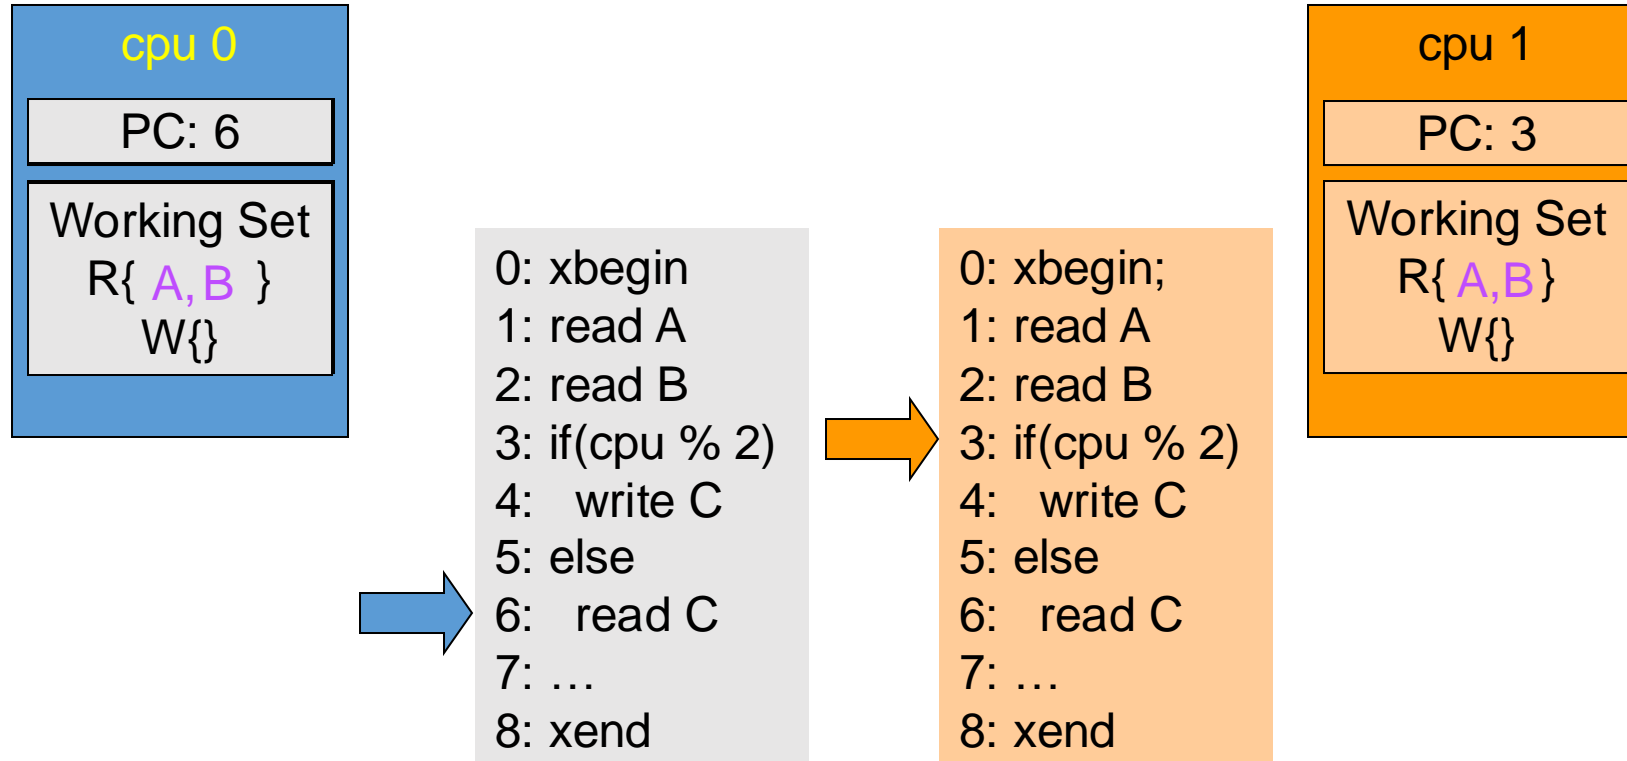 cpu 0
PC: 6
Working Set
R{ A,B }
W{}
0: xbegin
1: read A
2: read B
3: if(cpu % 2)
4: write C
5: else
6: read C
7: …
8: xend
0: xbegin;
1: read A
2: read B
3: if(cpu % 2)
4: write C
5: else
6: read C
7: …
8: xend
cpu 1
PC: 3
Working Set
R{ A,B }
W{}